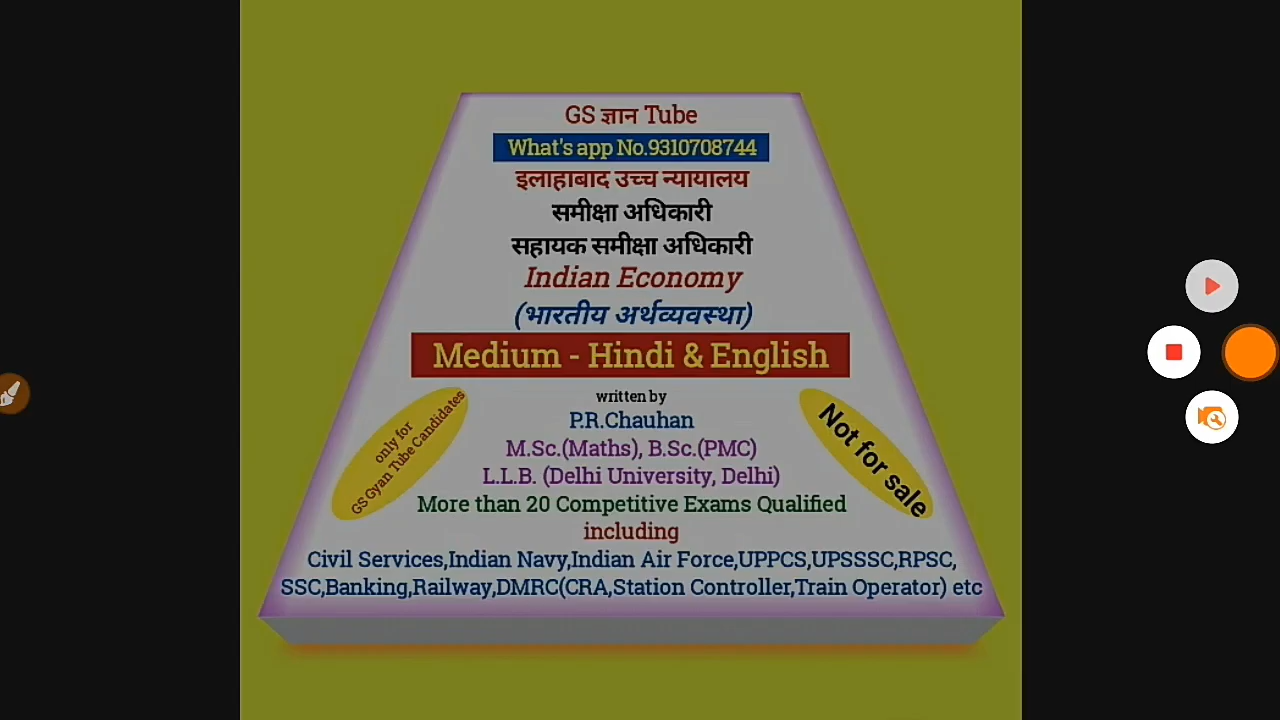 GS ज्ञान Tube
What's app No.9310708744
इलाहाबाद उच्च न्यायालय
समीक्षा अधिकारी
सहायक समीक्षा अधिकारी
Indian Economy
(भारतीय अर्थव्यवस्था)
Medium - Hindi & English
only for
GS Gyan Tube Candidates
Not for sale
written by
P.R.Chauhan
M.Sc.(Maths), B.Sc.(PMC)
L.L.B. (Delhi University, Delhi)
More than 20 Competitive Exams Qualified
including
Civil Services,Indian Navy,Indian Air Force,UPPCS,UPSSSC,RPSC,
SSC,Banking,Railway,DMRC(CRA,Station Controller,Train Operator) etc